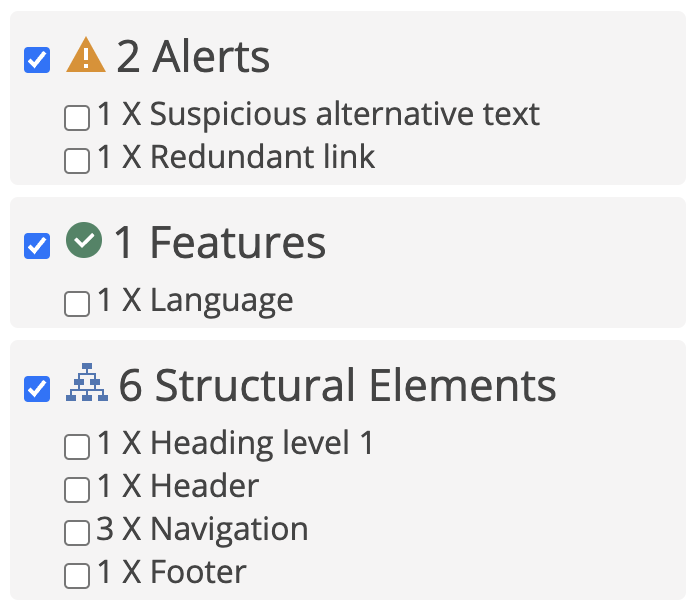 2 Alerts
1 X Suspicious alternative text
1 X Redundant link
1 Features
1 X Language
6 Structural Elements
1 X Heading level 1
1 X Header
3 X Navigation
1 X Footer